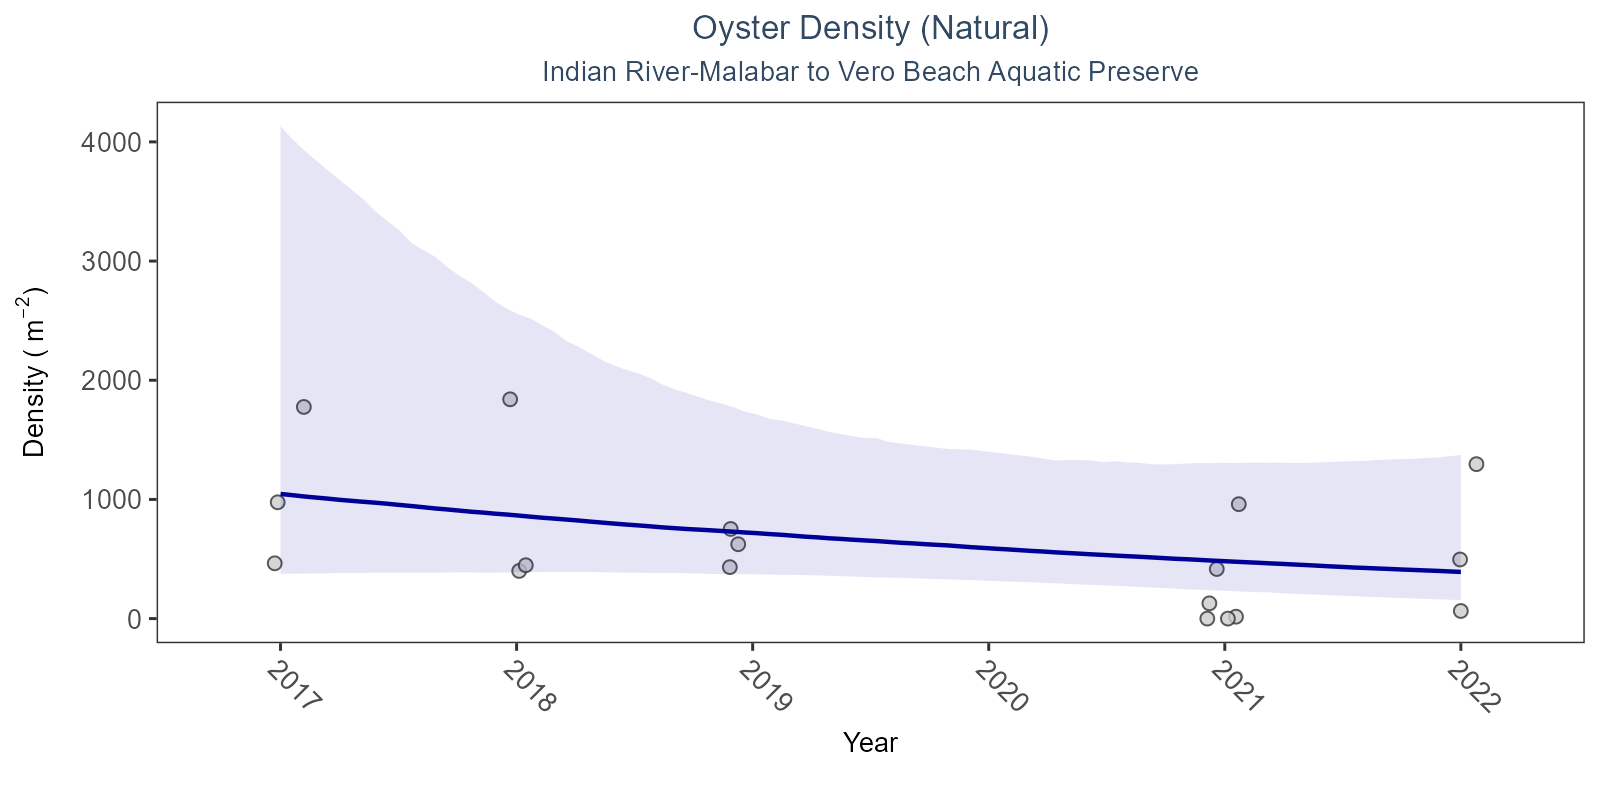 Oyster Density (Natural)
Indian River-Malabar to Vero Beach Aquatic Preserve
Density ( m⁻²)
4000
3000
2000
1000
0
2017
2018
2019
2020
2021
2022
Year